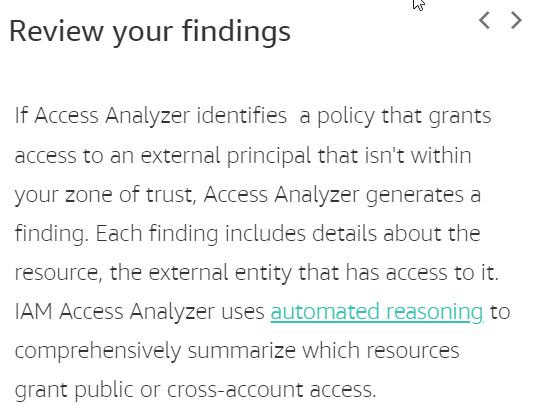 Review your findings
If Access Analyzer identifies  a policy that grants
access to an external principal that isn't within
your zone of trust, Access Analyzer generates a
finding. Each finding includes details about the
resource, the external entity that has access to it.
IAM Access Analyzer uses automated reasoning to
comprehensively summarize which resources
grant public or cross-account access.